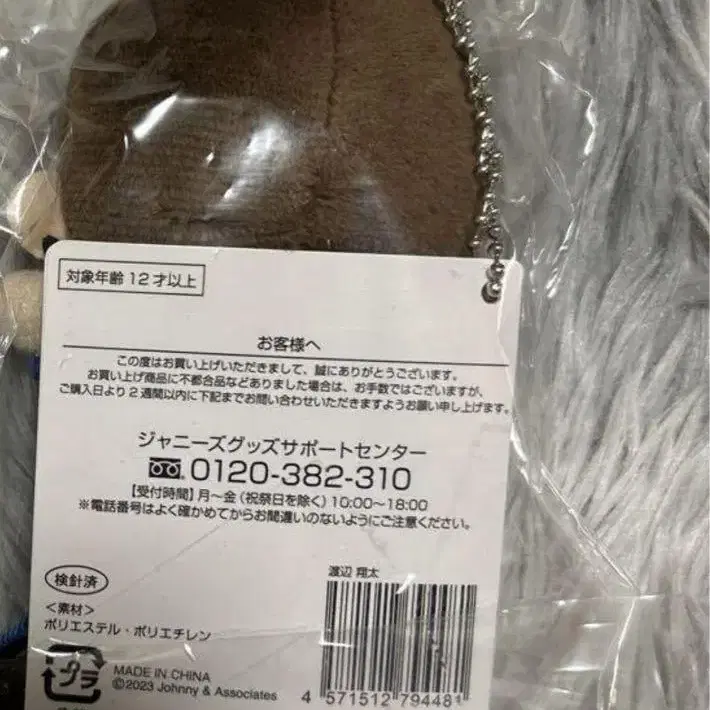 対象年齢12才以上
お客様へ
この度はお買い上げいただきまして、誠にありがとうございます。
お買い上げ商品に不都合品などありました場合は、お手数ではございますが、
ご購入日より2週間以内に下記までお問い合わせいただきますようお願い申し上げます。
ジャニーズグッズサポートセンター
0120-382-310
【受付時間】月~金(祝祭日を除く)10:00~18:00
※電話番号はよく確かめてからお間違いのないようにご注意ください。
検針済
渡辺 翔太
<素材>
ポリエステル・ポリエチレン
プラ
MADE IN CHINA
©2023 Johnny & Associates
4 571512 794481